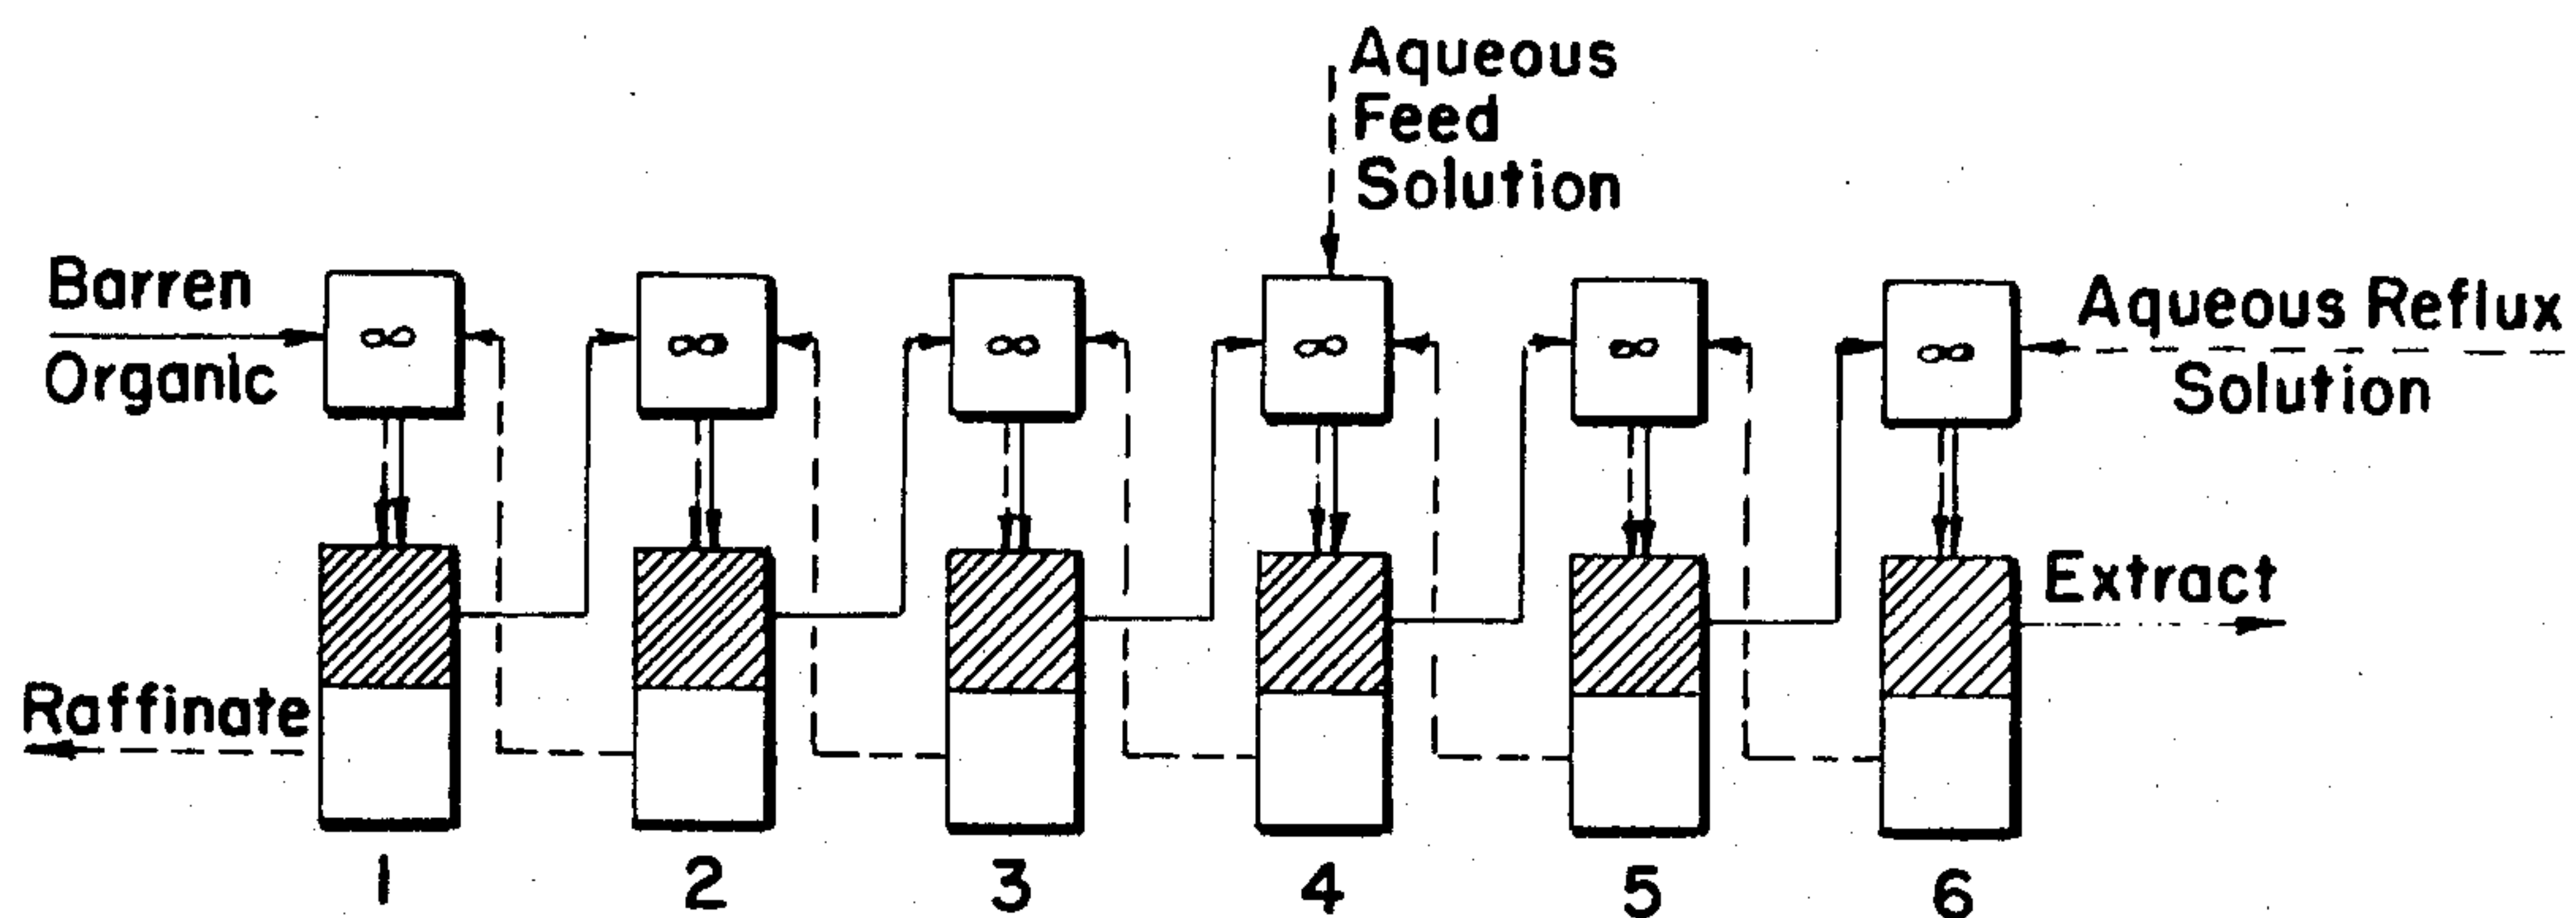 Aqueous
Feed
Solution
Barren
Organic
∞ ∞ ∞ ∞ ∞ ∞
Aqueous Reflux
Solution
Extract
Raffinate
1 2 3 4 5 6